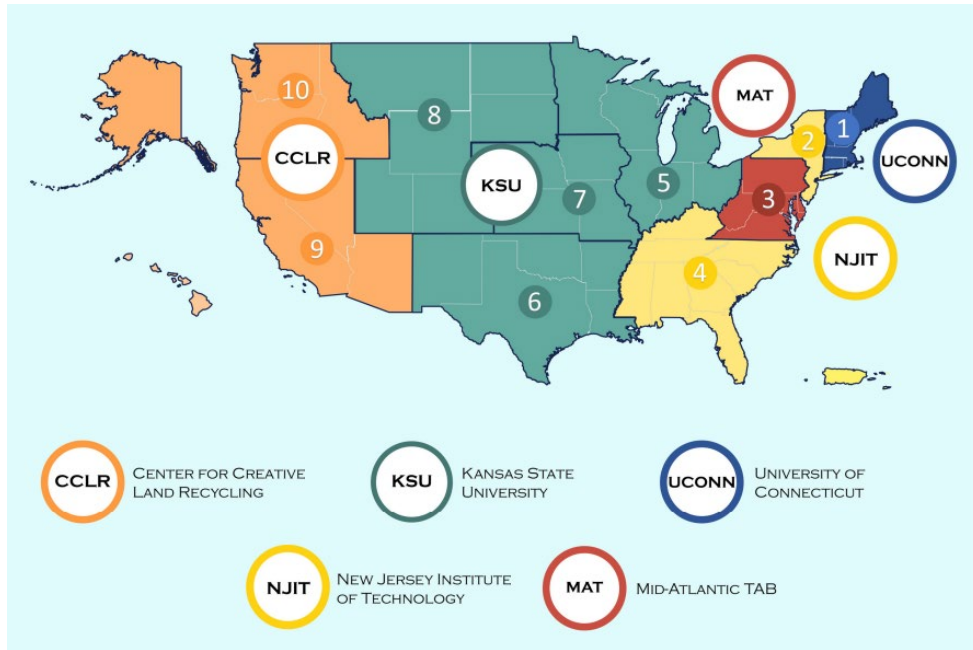 MAT
10
8
2
1
CCLR
UCONN
KSU
5
7
3
9
NJIT
4
6
CCLR
CENTER FOR CREATIVE
LAND RECYCLING
KSU
KANSAS STATE
UNIVERSITY
UCONN
UNIVERSITY OF
CONNECTICUT
NJIT
NEW JERSEY INSTITUTE
OF TECHNOLOGY
MAT
MID-ATLANTIC TAB